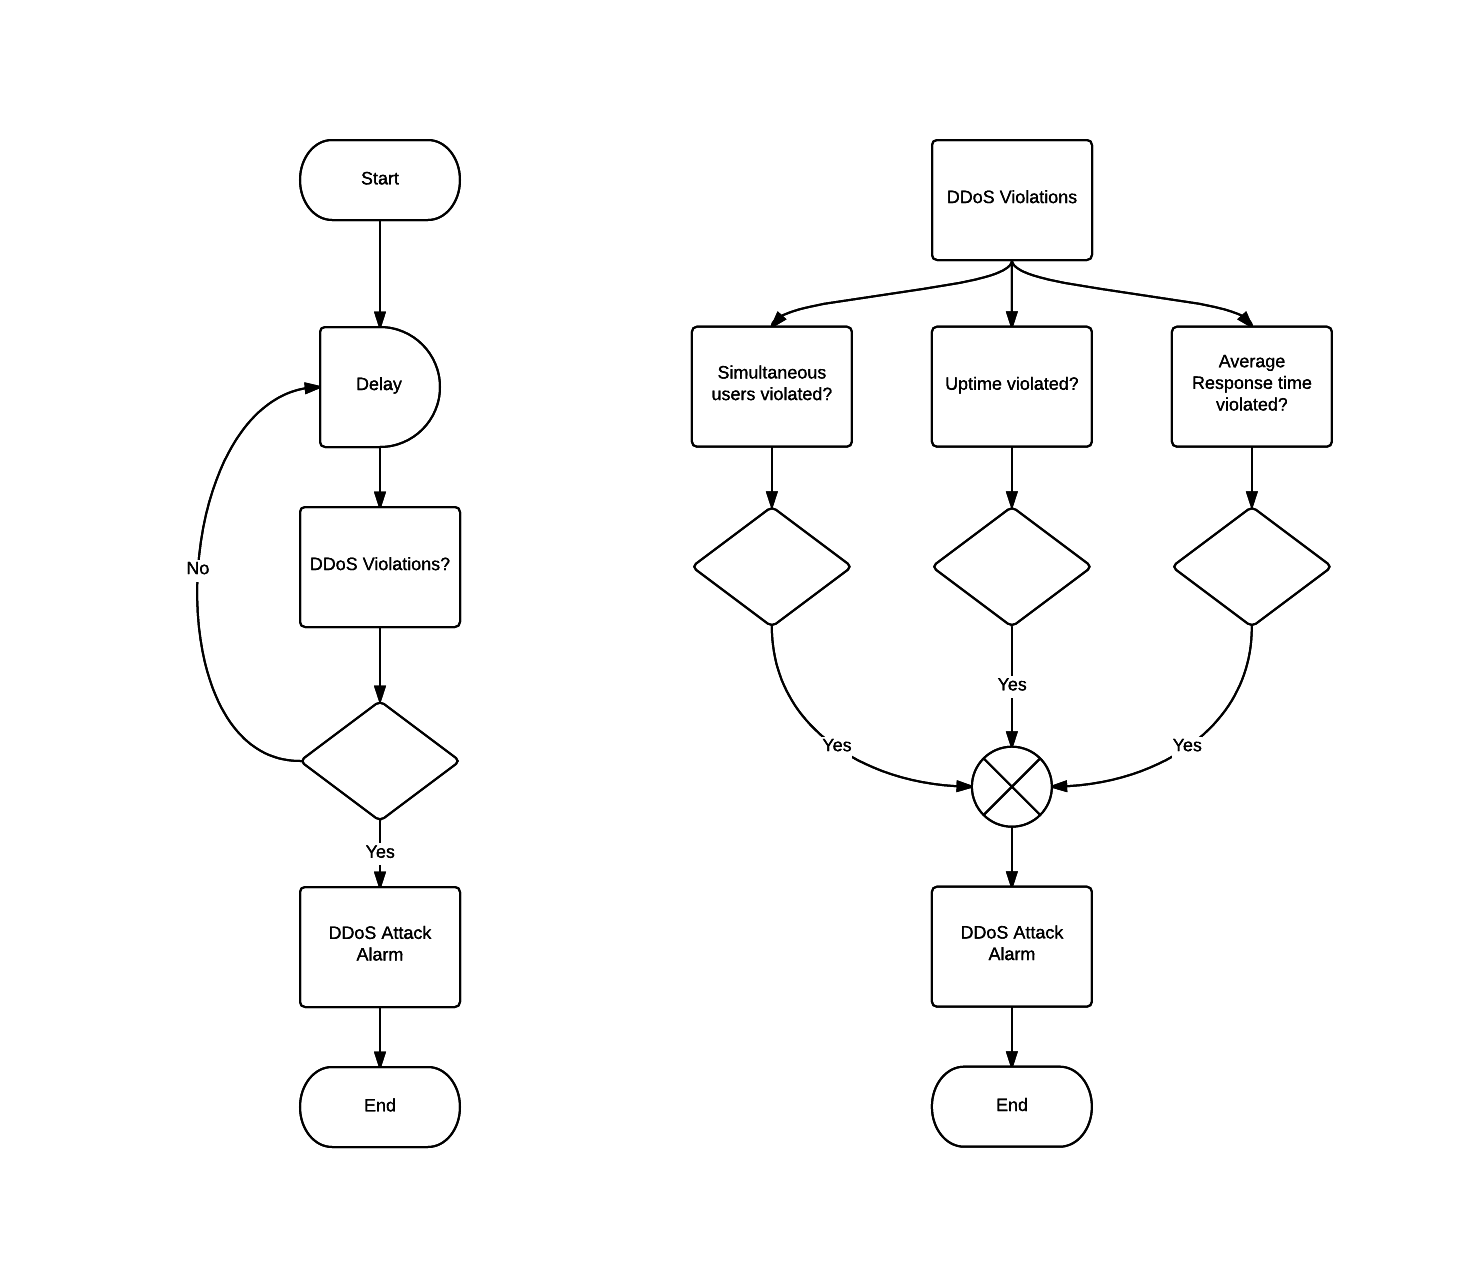 Start
Delay
DDoS Violations?
No
Yes
DDoS Attack
Alarm
End
DDoS Violations
Simultaneous
users violated?
Uptime violated?
Average
Response time
violated?
Yes
Yes
Yes
DDoS Attack
Alarm
End